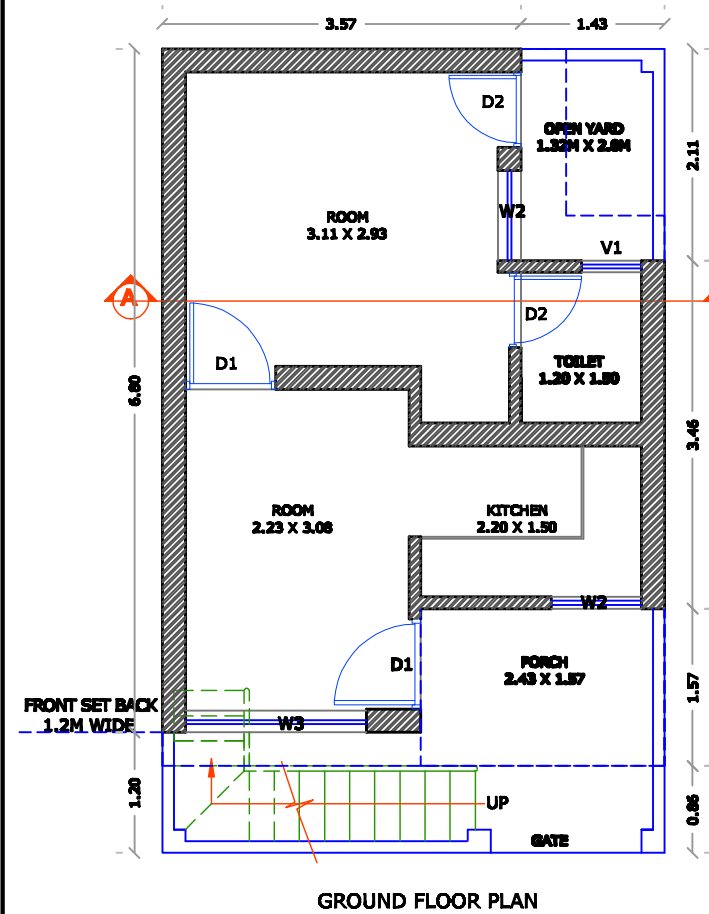 3.57
1.43
D2
OPEN YARD
1.32M X 2.6M
2.11
ROOM
3.11 X 2.93
W2
V1
A
D2
D1
TOILET
1.20 X 1.50
6.80
3.46
ROOM
2.23 X 3.08
KITCHEN
2.20 X 1.50
W2
D1
PORCH
2.43 X 1.57
1.57
FRONT SET BACK
1.2M WIDE
W3
1.20
UP
0.86
GATE
GROUND FLOOR PLAN